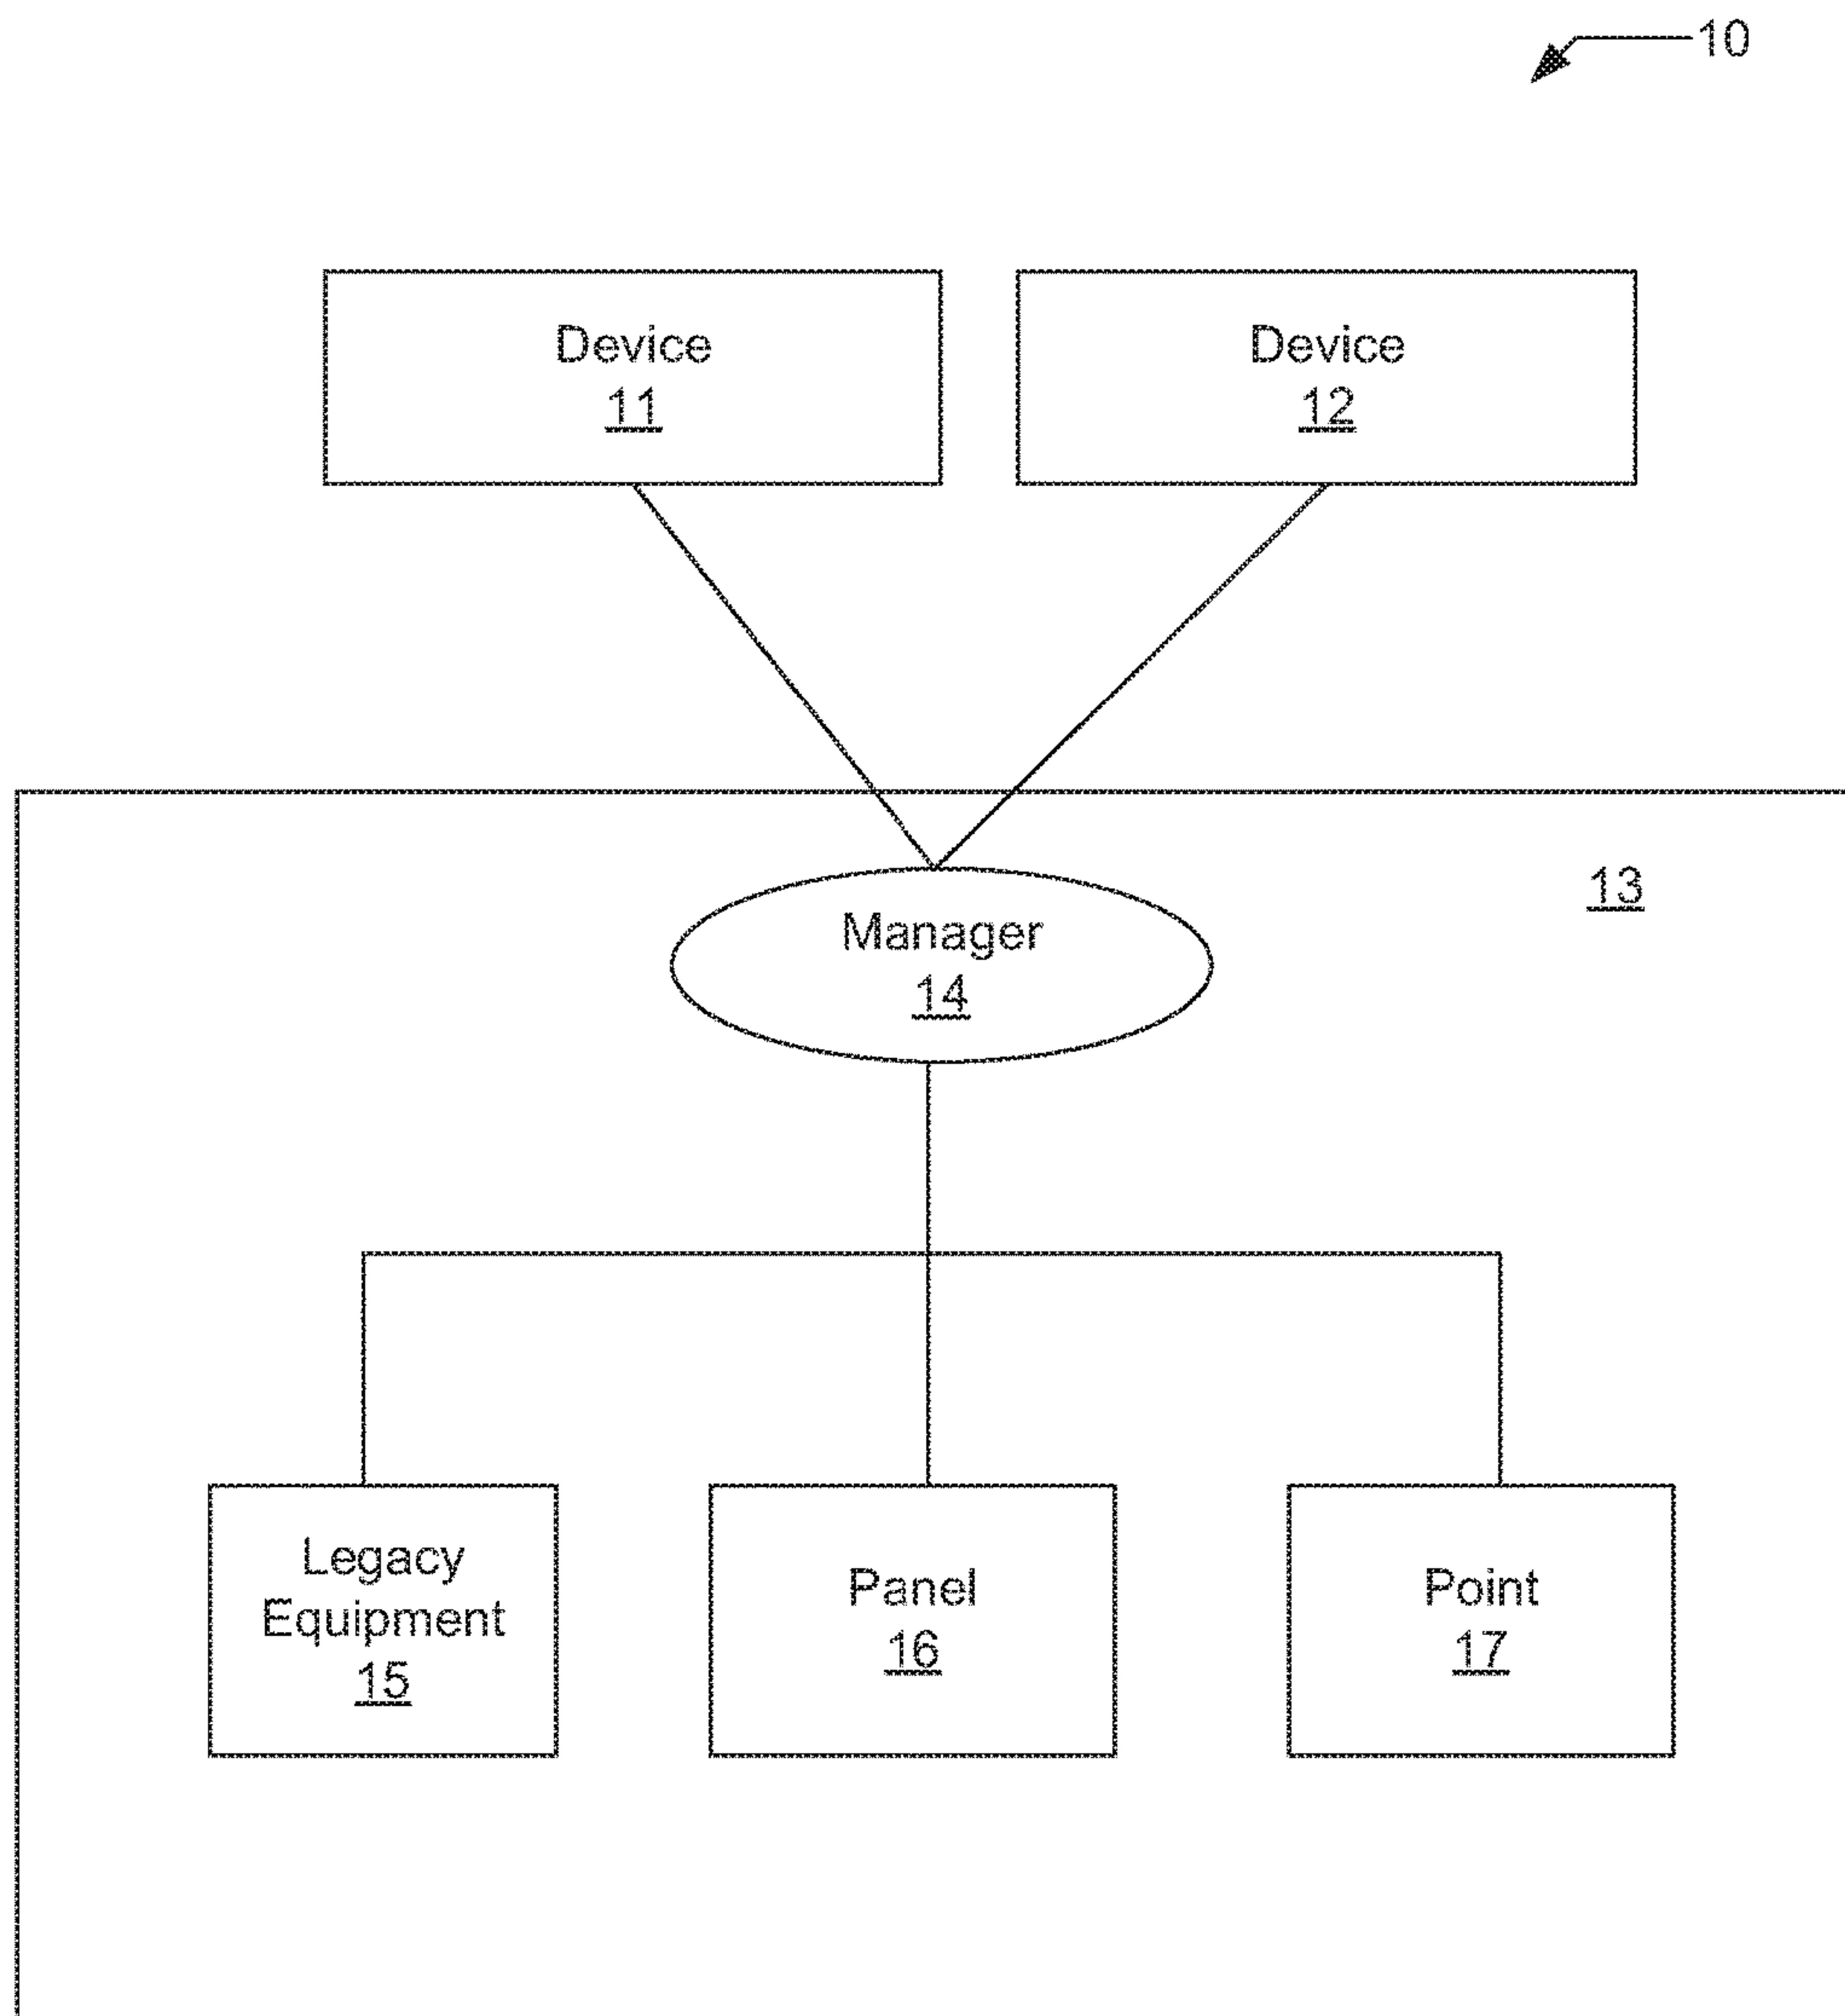 10
Device
11
Device
12
13
Manager
14
Legacy
Equipment
15
Panel
16
Point
17